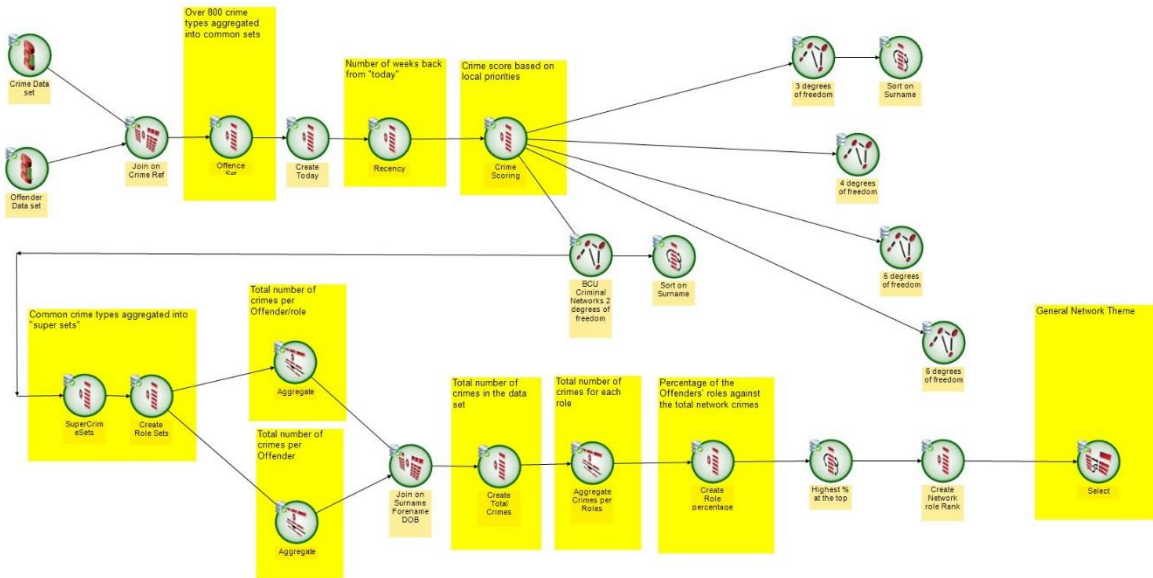 Over 800 crime
types aggregated
into common sets
Number of weeks
back from "today"
Crime score based on
local priorities
Crime Data
set
3 degrees
of freedom
Sort on
Surname
Join on
Crime Ref
Offence
Set
Create
Today
Recency
Crime
Scoring
4 degrees
of freedom
Offender
Data set
5 degrees
of freedom
BCU
Criminal
Networks 2
degrees of
freedom
Sort on
Surname
Total number of
crimes per
Offender/role
Common crime types aggregated into
"super sets"
General Network Theme
6 degrees
of freedom
Aggregate
SuperCrim
eSets
Create
Role Sets
Total number of
crimes in the data
set
Total number of
crimes for each
role
Percentage of the
Offenders' roles against
the total network crimes
Total number of
crimes per
Offender
Join on
Surname
Forename
DOB
Create
Total
Crimes
Aggregate
Crimes per
Roles
Create
Role
percentage
Highest %
at the top
Create
Network
role Rank
Select
Aggregate